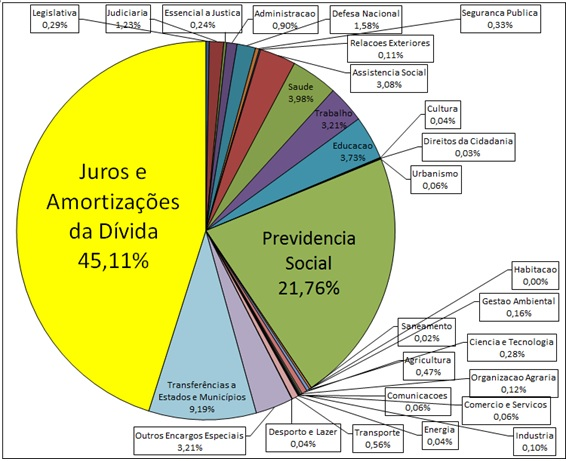 Legislativa
0,29%
Judiciaria
1,23%
Essencial a Justica
0,24%
Administracao
0,90%
Defesa Nacional
1,58%
Seguranca Publica
0,33%
Relacoes Exteriores
0,11%
Assistencia Social
3,08%
Saude
3,98%
Trabalho
3,21%
Educacao
3,73%
Cultura
0,04%
Direitos da Cidadania
0,03%
Urbanismo
0,06%
Juros e
Amortizações
da Dívida
45,11%
Previdencia
Social
21,76%
Habitacao
0,00%
Gestao Ambiental
0,16%
Saneamento
0,02%
Ciencia e Tecnologia
0,28%
Agricultura
0,47%
Organizacao Agraria
0,12%
Comunicacoes
0,06%
Comercio e Servicos
0,06%
Industria
0,10%
Energia
0,04%
Transporte
0,56%
Desporto e Lazer
0,04%
Outros Encargos Especiais
3,21%
Transferências a
Estados e Municípios
9,19%